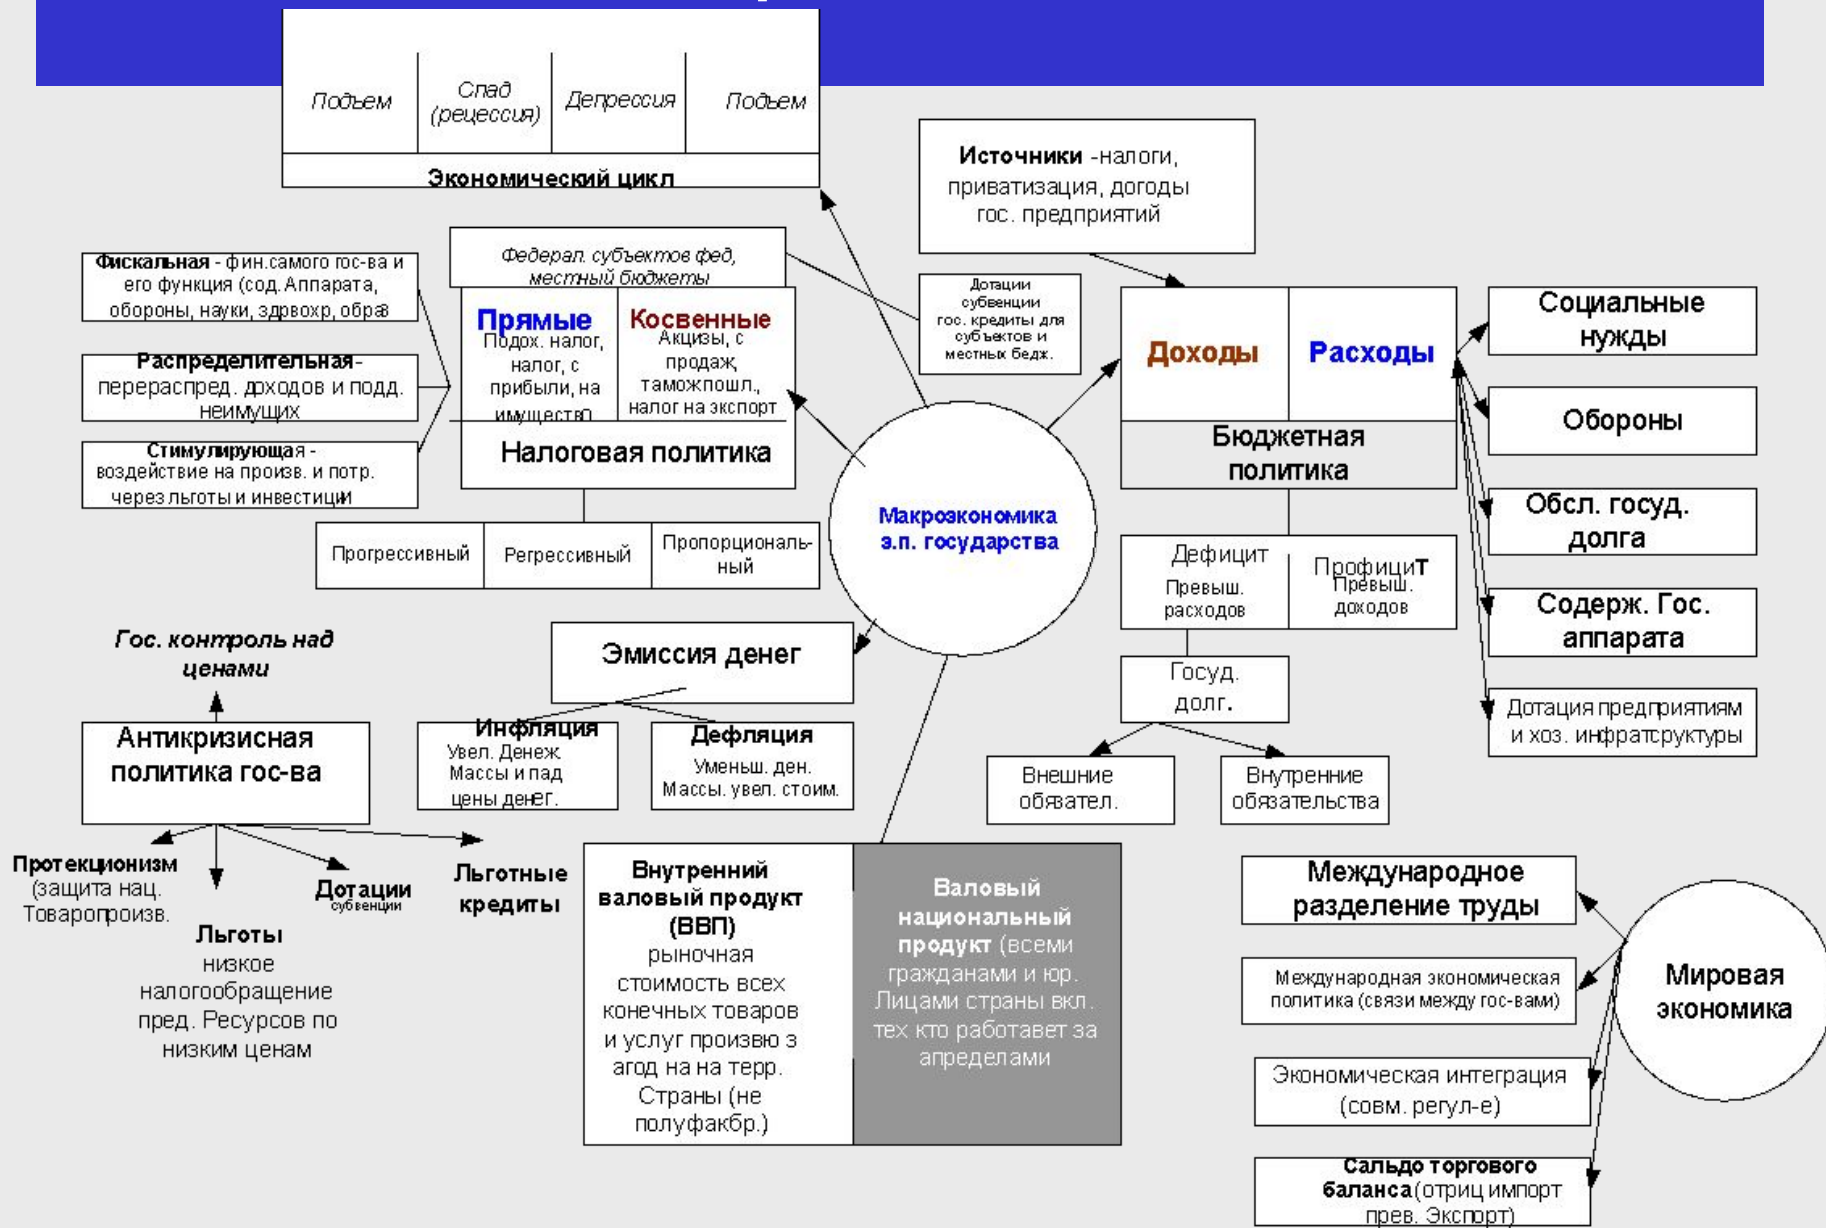 Подъем
Спад
(рецессия)
Депрессия
Подъем
Экономический цикл
Источники -налоги,
приватизация, догоды
гос. предприятий
Федерал. субъектов фед,
местный бюджеты
Фискальная - фин.самого гос-ва и
его функция (сод. Аппарата,
обороны, науки, здрвохр, обра
Распределительная-
перераспред. доходов и подд.
неимущих
Стимулирующая -
воздействие на произв. и потр.
через льготы и инвестиции
Прямые
Подох. налог,
налог, с
прибыли, на
имущество
Косвенные
Акцизы, с
продаж,
таможпошл.,
налог на экспорт
Налоговая политика
Прогрессивный
Регрессивный
Пропорциональ-
ный
Дотации
субвенции
гос. кредиты для
субъектов и
местных бедж.
Доходы
Расходы
Бюджетная
политика
Социальные
нужды
Обороны
Обсл. госуд.
долга
Содерж. Гос.
аппарата
Дотация предприятиям
и хоз. инфратсруктуры
Макроэкономика
э.п. государства
Дефицит
Превыш.
расходов
Профицит
Превыш.
доходов
Госуд.
долг.
Внешние
обязател.
Внутренние
обязательства
Эмиссия денег
Инфляция
Увел. Денеж.
Массы и пад
цены денег.
Дефляция
Уменьш. ден.
Массы. увел. стоим.
Гос. контроль над
ценами
Антикризисная
политика гос-ва
Протекционизм
(защита нац.
Товаропроизв.
Льготы
низкое
налогообращение
пред. Ресурсов по
низким ценам
Дотации
субвенции
Льготные
кредиты
Внутренний
валовый продукт
(ВВП)
рыночная
стоимость всех
конечных товаров
и услуг произвю з
агод на на терр.
Страны (не
полуфакбр.)
Валовый
национальный
продукт (всеми
гражданами и юр.
Лицами страны вкл.
тех кто работавет за
апределами
Международное
разделение труды
Международная экономическая
политика (связи между гос-вами)
Экономическая интеграция
(совм. регул-е)
Сальдо торгового
баланса(отриц импорт
прев. Экспорт)
Мировая
экономика